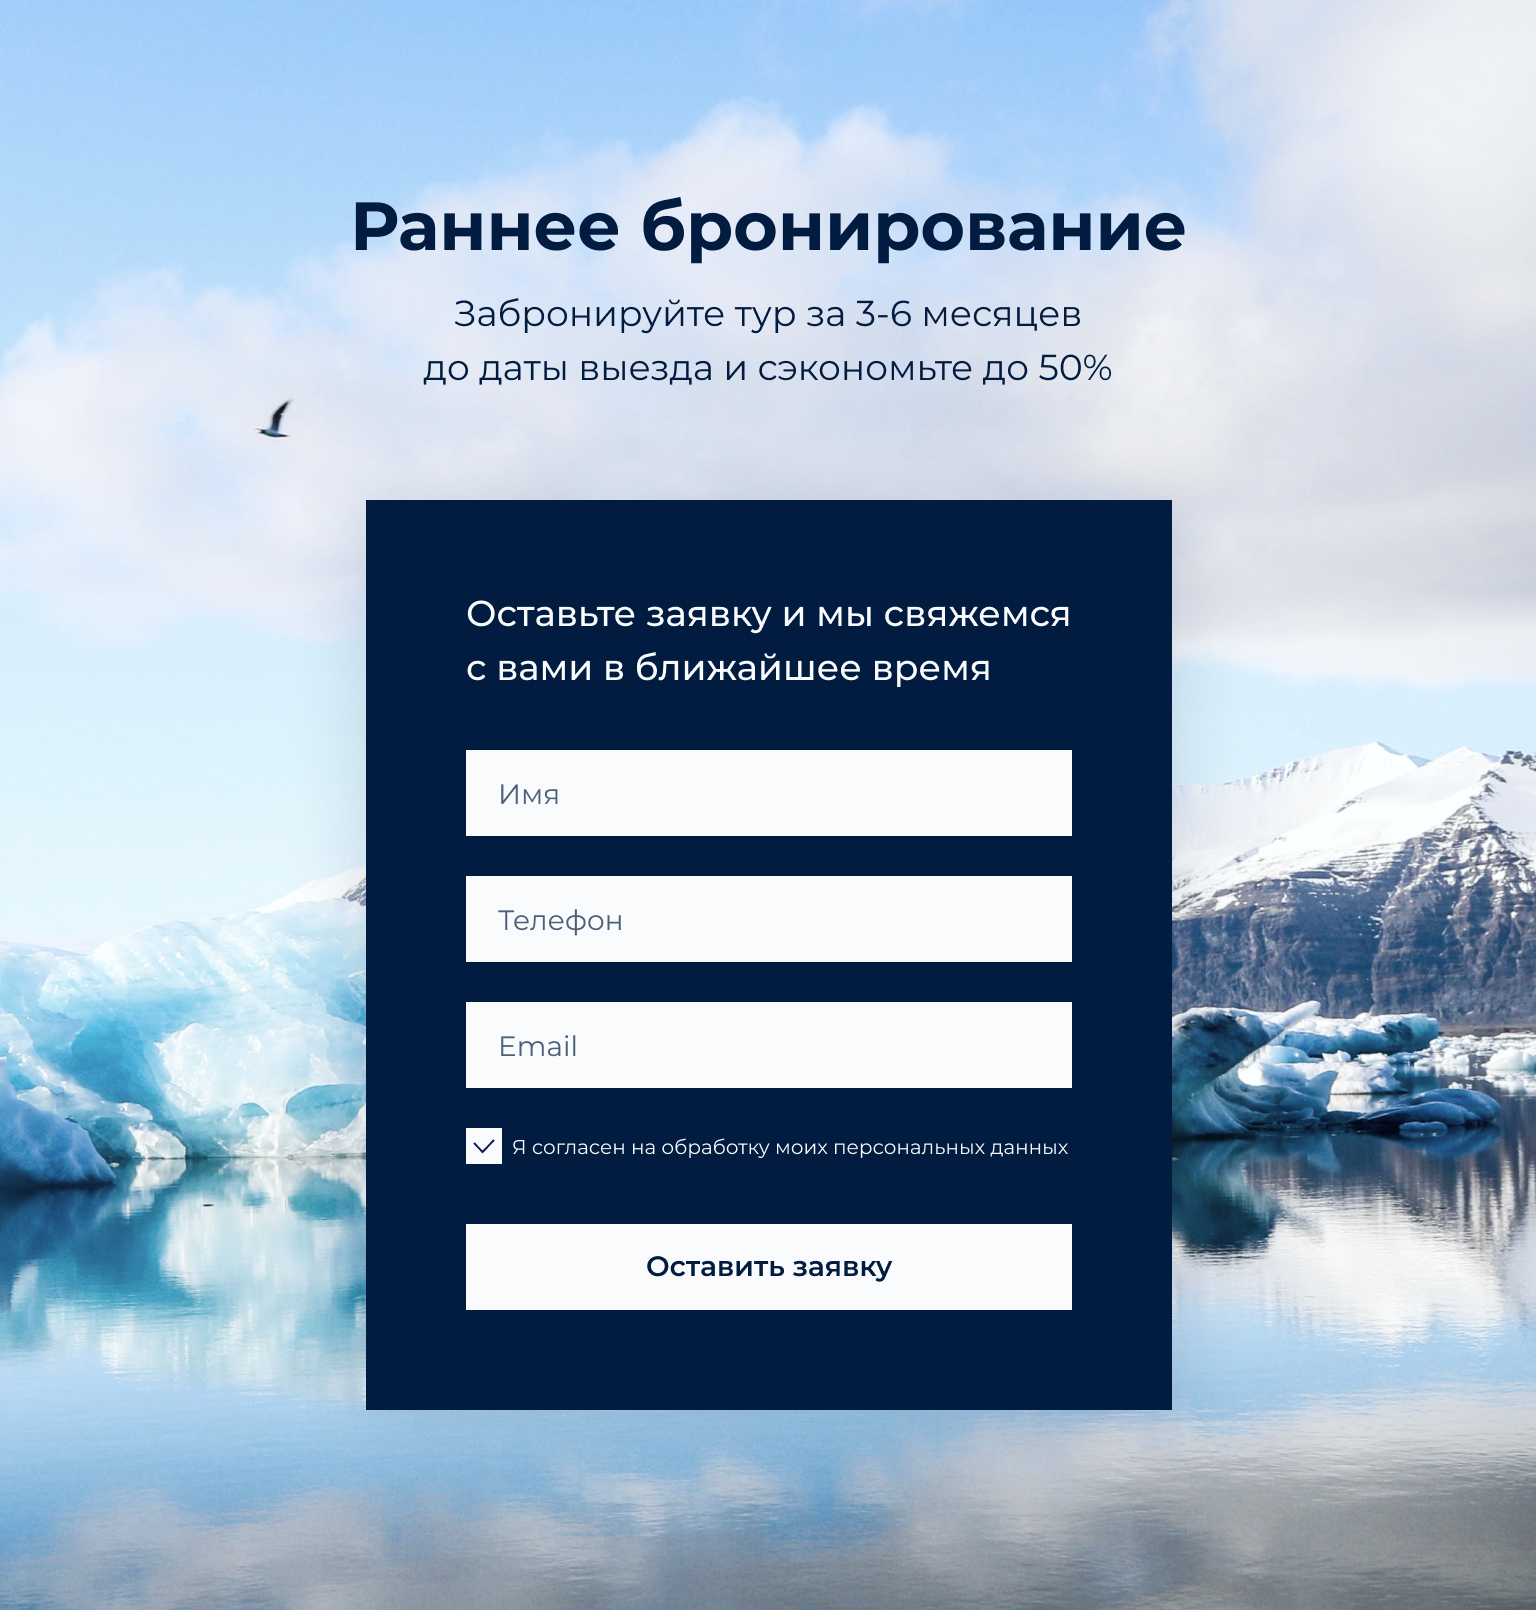 Раннее бронирование
Забронируйте тур за 3-6 месяцев
до даты выезда и сэкономьте до 50%
Оставьте заявку и мы свяжемся
с вами в ближайшее время
Имя
Телефон
Email
Я согласен на обработку моих персональных данных
Оставить заявку